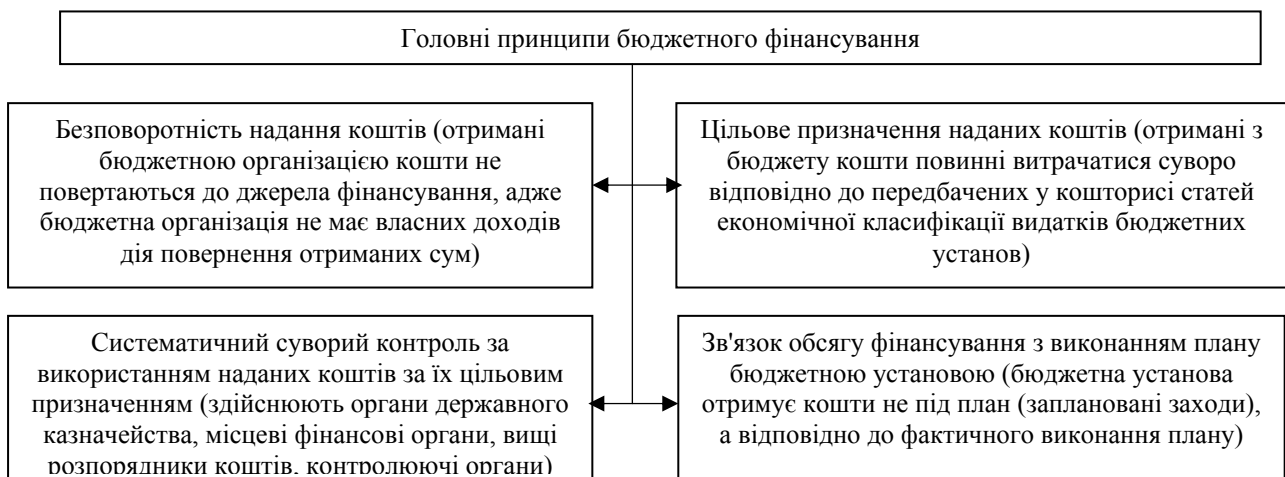 Головні принципи бюджетного фінансування
Безповоротність надання коштів (отримані
бюджетною організацією кошти не
повертаються до джерела фінансування, адже
бюджетна організація не має власних доходів
дія повернення отриманих сум)
Цільове призначення наданих коштів (отримані з
бюджету кошти повинні витрачатися суворо
відповідно до передбачених у кошторисі статей
економічної класифікації видатків бюджетних
установ)
Систематичний суворий контроль за
використанням наданих коштів за їх цільовим
призначенням (здійснюють органи державного
казначейства, місцеві фінансові органи, вищі
розпорядники коштів, контролюючі органи)
Зв'язок обсягу фінансування з виконанням плану
бюджетною установою (бюджетна установа
отримує кошти не під план (заплановані заходи),
а відповідно до фактичного виконання плану)